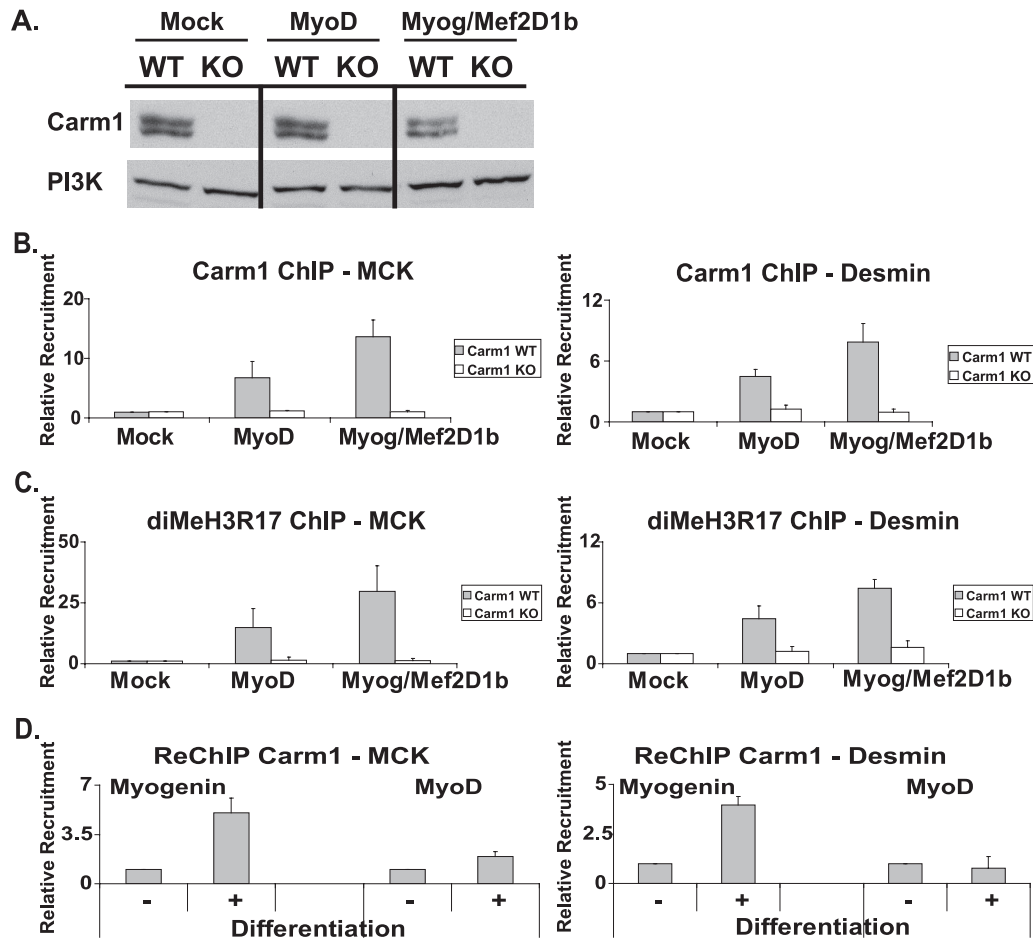 A.
Mock MyoD Myog/Mef2D1b
WT KO WT KO WT KO
Carm1
PI3K
B.
Carm1 ChIP - MCK
Relative Recruitment
20
10
0
Mock MyoD Myog/Mef2D1b
Carm1 WT
Carm1 KO
Carm1 ChIP - Desmin
Relative Recruitment
12
6
0
Mock MyoD Myog/Mef2D1b
Carm1 WT
Carm1 KO
C.
diMeH3R17 ChIP - MCK
Relative Recruitment
50
25
0
Mock MyoD Myog/Mef2D1b
Carm1 WT
Carm1 KO
diMeH3R17 ChIP - Desmin
Relative Recruitment
12
6
0
Mock MyoD Myog/Mef2D1b
Carm1 WT
Carm1 KO
D.
ReChIP Carm1 - MCK
Relative Recruitment
7
3.5
0
Myogenin MyoD
- + - +
Differentiation
ReChIP Carm1 - Desmin
Relative Recruitment
5
2.5
0
Myogenin MyoD
- + - +
Differentiation